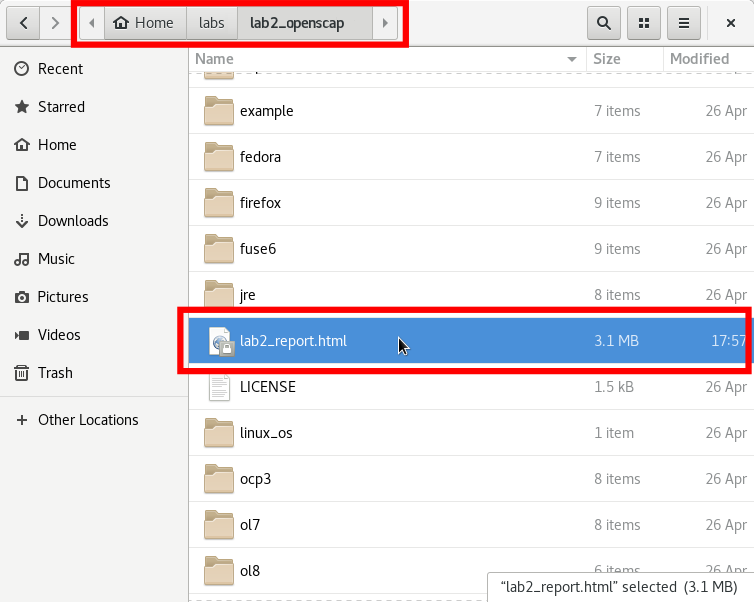 Home labs lab2_openscap
Name Size Modified
Recent
Starred
Home
Documents
Downloads
Music
Pictures
Videos
Trash
Other Locations
example 7 items 26 Apr
fedora 7 items 26 Apr
firefox 9 items 26 Apr
fuse6 9 items 26 Apr
jre 8 items 26 Apr
lab2_report.html 3.1 MB 17:57
LICENSE 1.5 kB 26 Apr
linux_os 1 item 26 Apr
ocp3 8 items 26 Apr
ol7 8 items 26 Apr
ol8 6 items 26 Apr
“lab2_report.html” selected (3.1 MB)